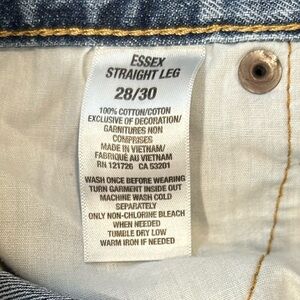 ESSEX
STRAIGHT LEG
28/30
100% COTTON/COTON
EXCLUSIVE OF DECORATION/
GARNITURES NON
COMPRISES
MADE IN VIETNAM/
FABRIQUÉ AU VIETNAM
RN 121726 CA 53201
WASH ONCE BEFORE WEARING
TURN GARMENT INSIDE OUT
MACHINE WASH COLD
SEPARATELY
ONLY NON-CHLORINE BLEACH
WHEN NEEDED
TUMBLE DRY LOW
WARM IRON IF NEEDED